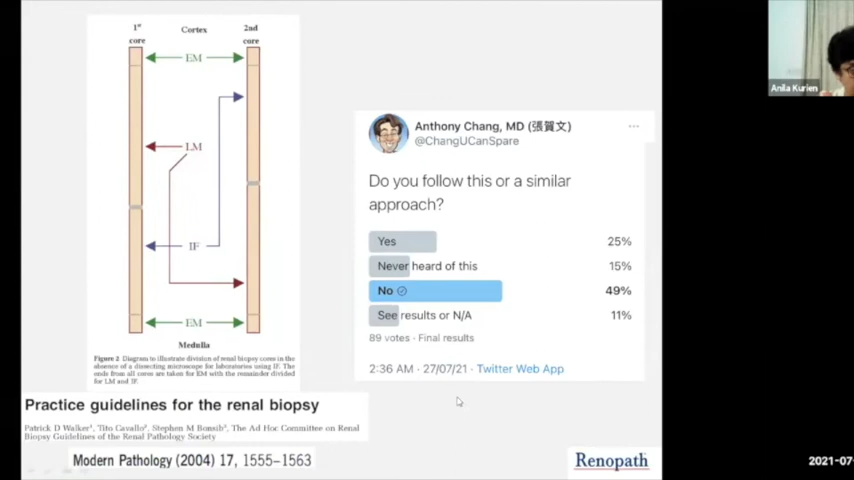 1st
core
Cortex
2nd
core
EM
LM
IF
EM
Medulla
Figure 2 Diagram to illustrate division of renal biopsy cores in the
absence of a dissecting microscope for laboratories using IF. The
ends from all cores are taken for EM with the remainder divided
for LM and IF.
Practice guidelines for the renal biopsy
Patrick D Walker1, Tito Cavallo2, Stephen M Bonsib3, The Ad Hoc Committee on Renal
Biopsy Guidelines of the Renal Pathology Society
Modern Pathology (2004) 17, 1555–1563
Anthony Chang, MD (張賀文)
@ChangUCanSpare
Do you follow this or a similar
approach?
Yes 25%
Never heard of this 15%
No 49%
See results or N/A 11%
89 votes · Final results
2:36 AM · 27/07/21 · Twitter Web App
Renopath
Anila Kurien
2021-07